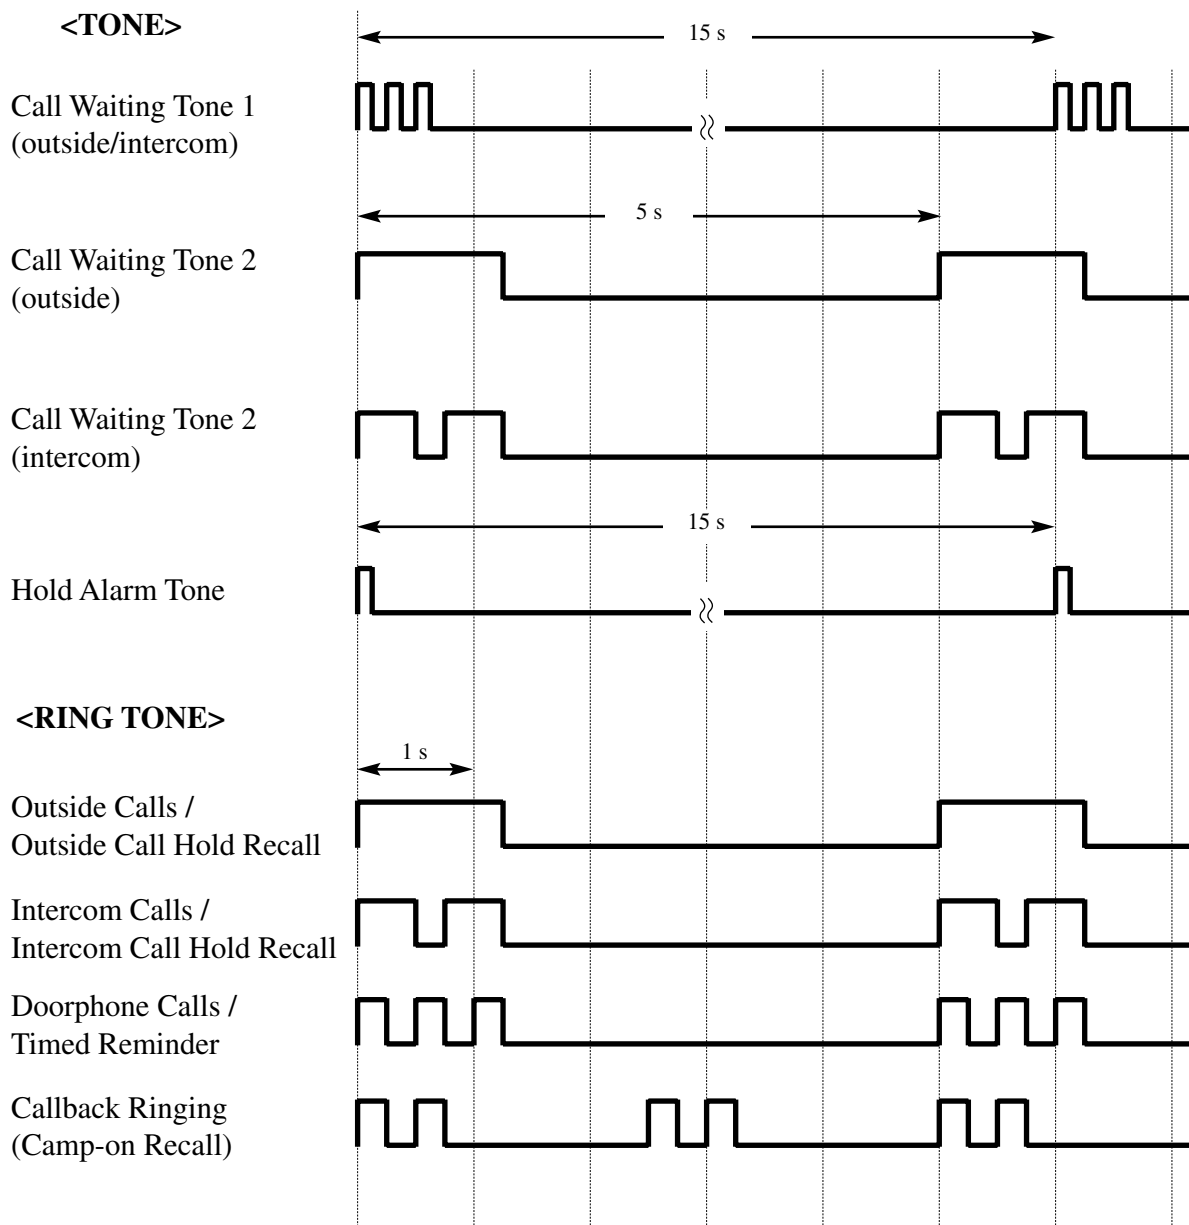 <TONE>
15 s
Call Waiting Tone 1
(outside/intercom)
5 s
Call Waiting Tone 2
(outside)
Call Waiting Tone 2
(intercom)
15 s
Hold Alarm Tone
<RING TONE>
1 s
Outside Calls /
Outside Call Hold Recall
Intercom Calls /
Intercom Call Hold Recall
Doorphone Calls /
Timed Reminder
Callback Ringing
(Camp-on Recall)